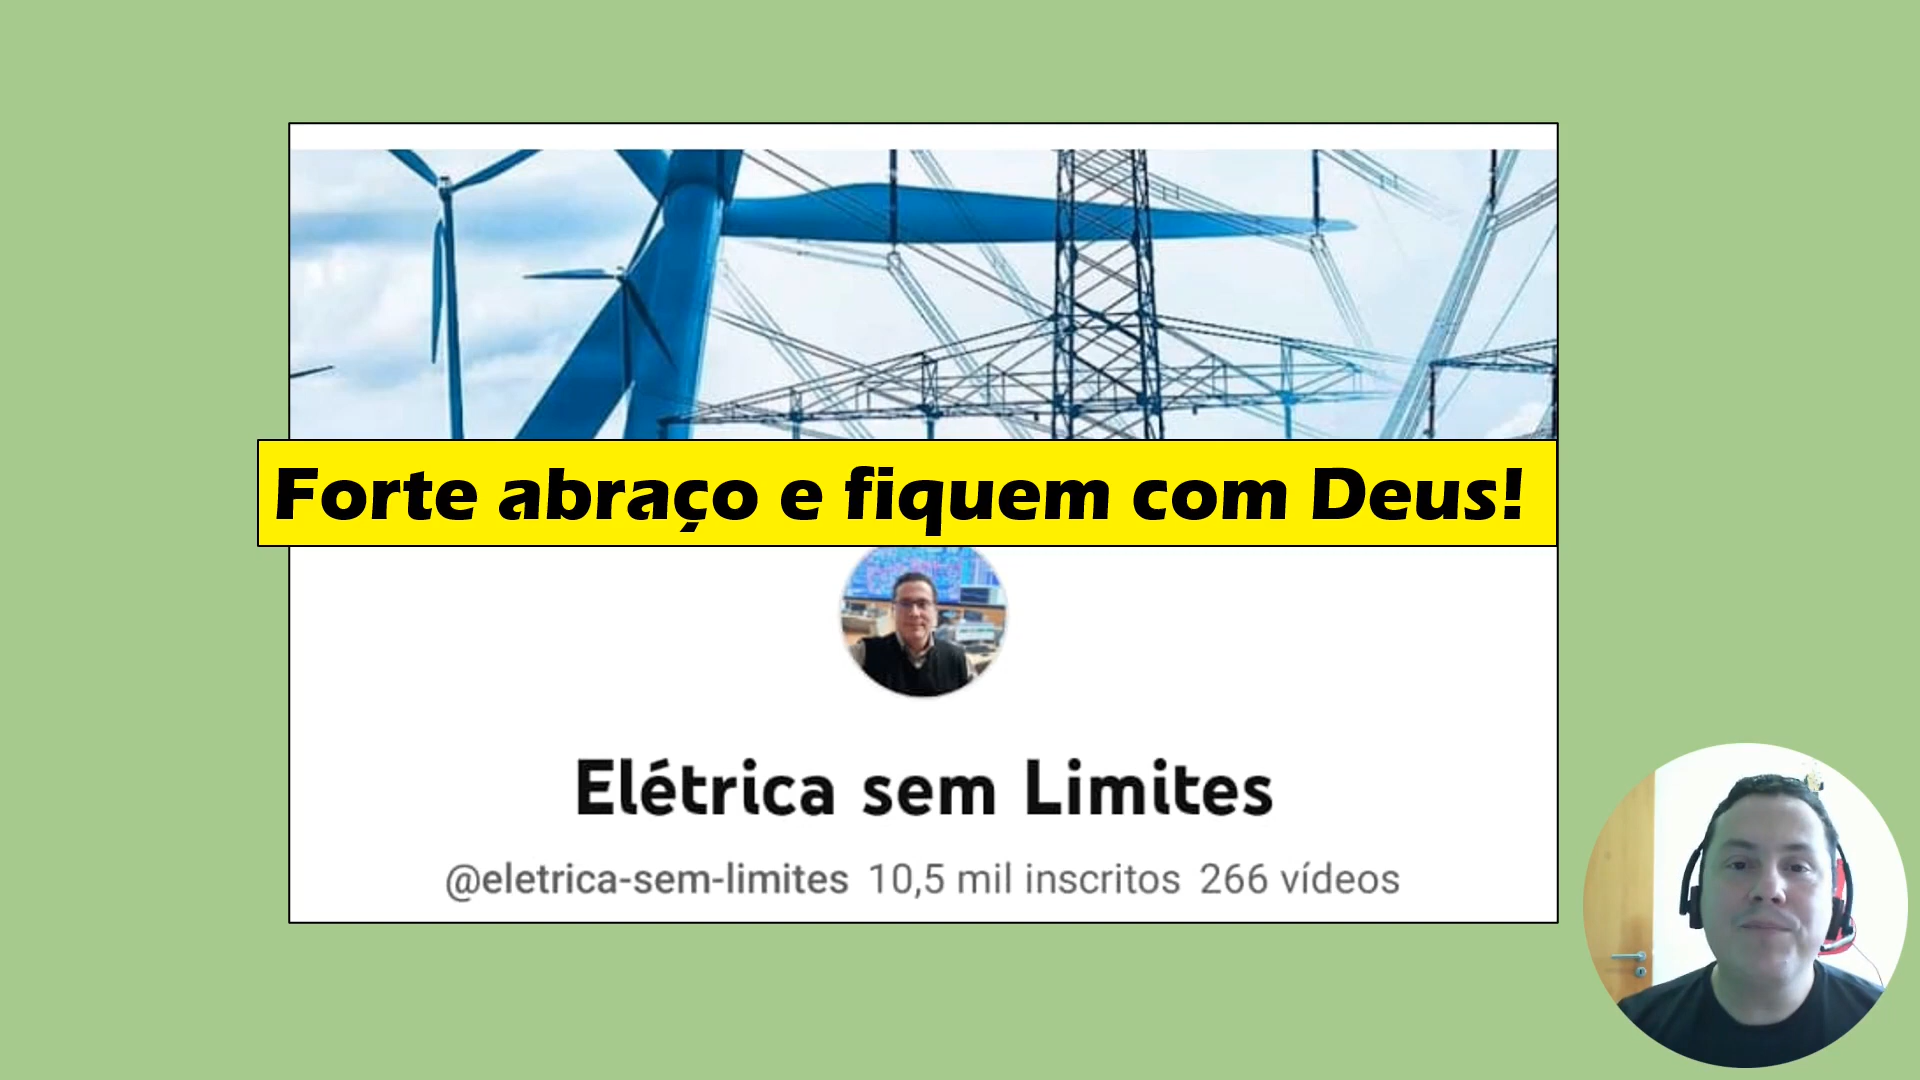 Forte abraço e fiquem com Deus!
Elétrica sem Limites
@eletrica-sem-limites 10,5 mil inscritos 266 vídeos